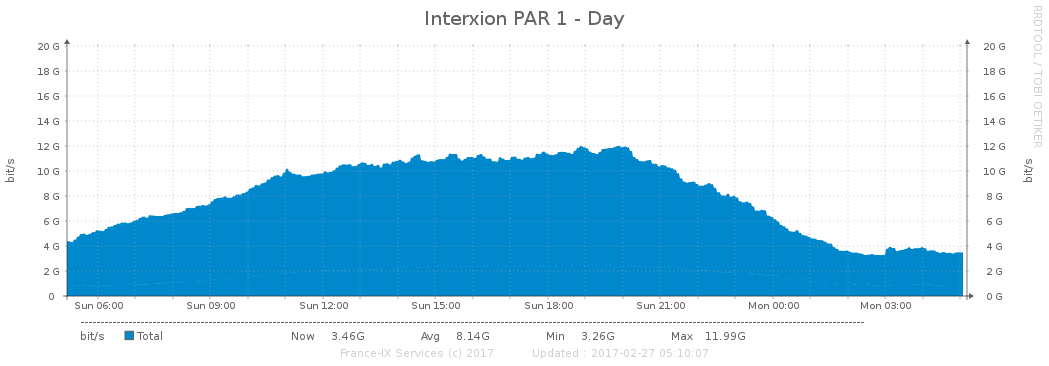 Interxion PAR 1 - Day
RRDTOOL / TOBI OETIKER
20 G 20 G
18 G 18 G
16 G 16 G
14 G 14 G
12 G 12 G
10 G 10 G
8 G 8 G
6 G 6 G
4 G 4 G
2 G 2 G
0 0 G
bit/s
bit/s
Sun 06:00 Sun 09:00 Sun 12:00 Sun 15:00 Sun 18:00 Sun 21:00 Mon 00:00 Mon 03:00
bit/s Total Now 3.46G Avg 8.14G Min 3.26G Max 11.99G
France-IX Services (c) 2017 Updated : 2017-02-27 05:10:07